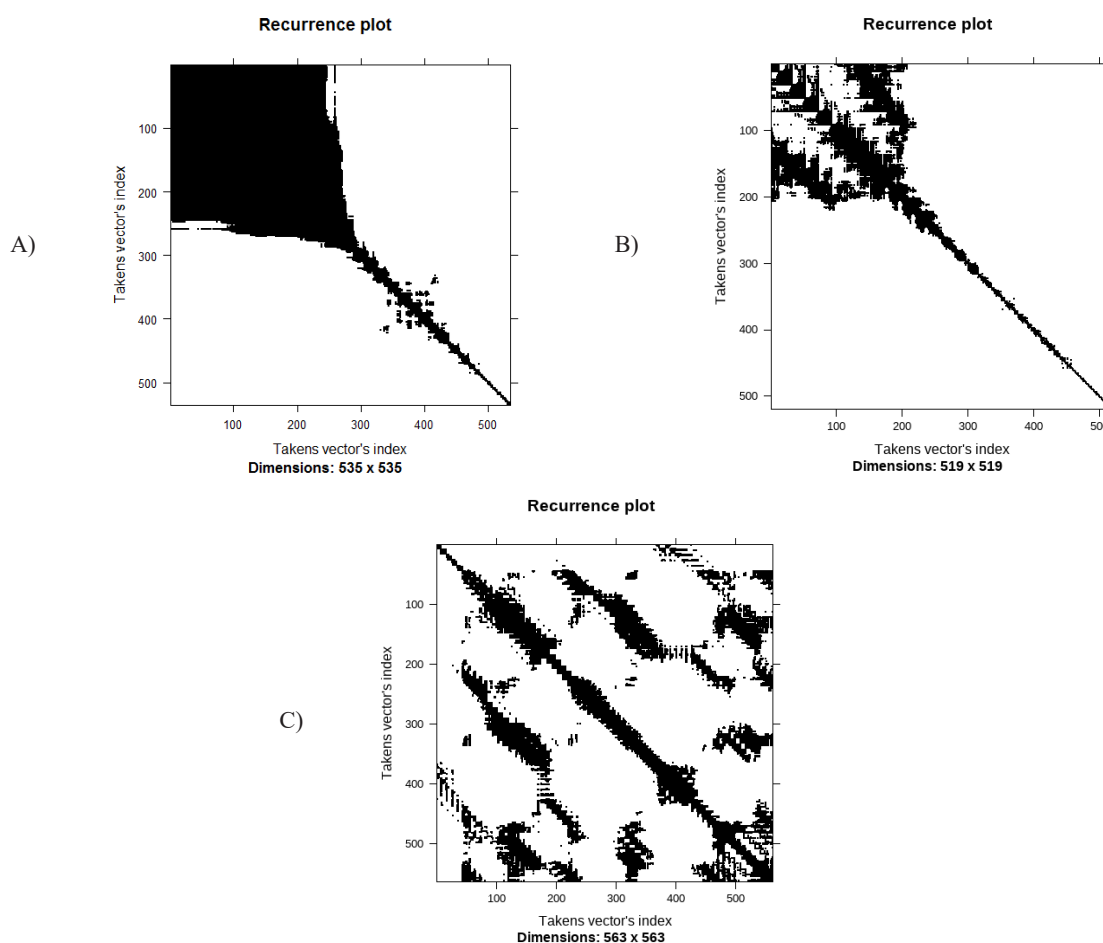 Recurrence plot
A)
Takens vector's index
100
200
300
400
500
100 200 300 400 500
Takens vector's index
Dimensions: 535 x 535
Recurrence plot
B)
Takens vector's index
100
200
300
400
500
100 200 300 400 50
Takens vector's index
Dimensions: 519 x 519
Recurrence plot
C)
Takens vector's index
100
200
300
400
500
100 200 300 400 500
Takens vector's index
Dimensions: 563 x 563